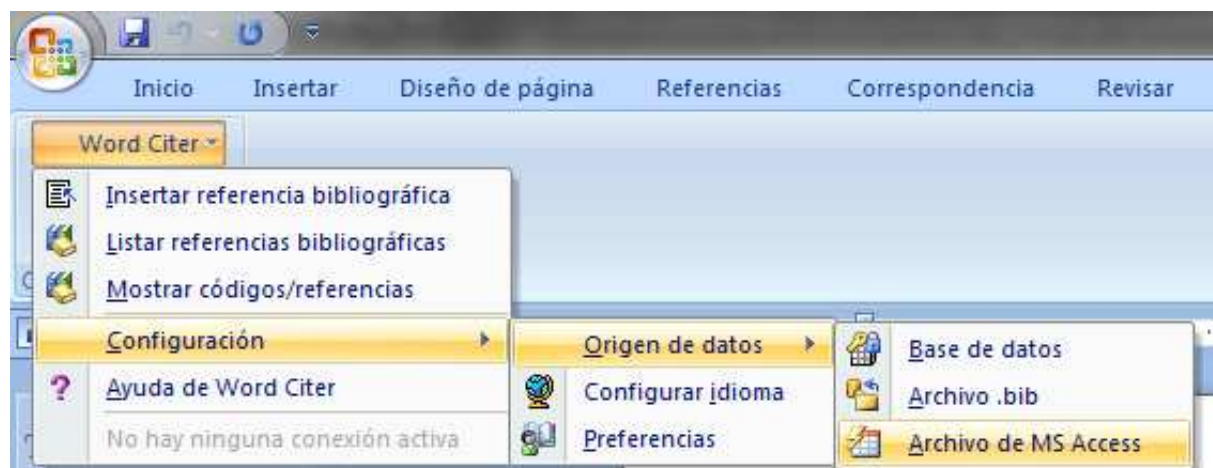 Inicio Insertar Diseño de página Referencias Correspondencia Revisar
Word Citer
Insertar referencia bibliográfica
Listar referencias bibliográficas
Mostrar códigos/referencias
Configuración
Ayuda de Word Citer
No hay ninguna conexión activa
Origen de datos
Configurar idioma
Preferencias
Base de datos
Archivo .bib
Archivo de MS Access